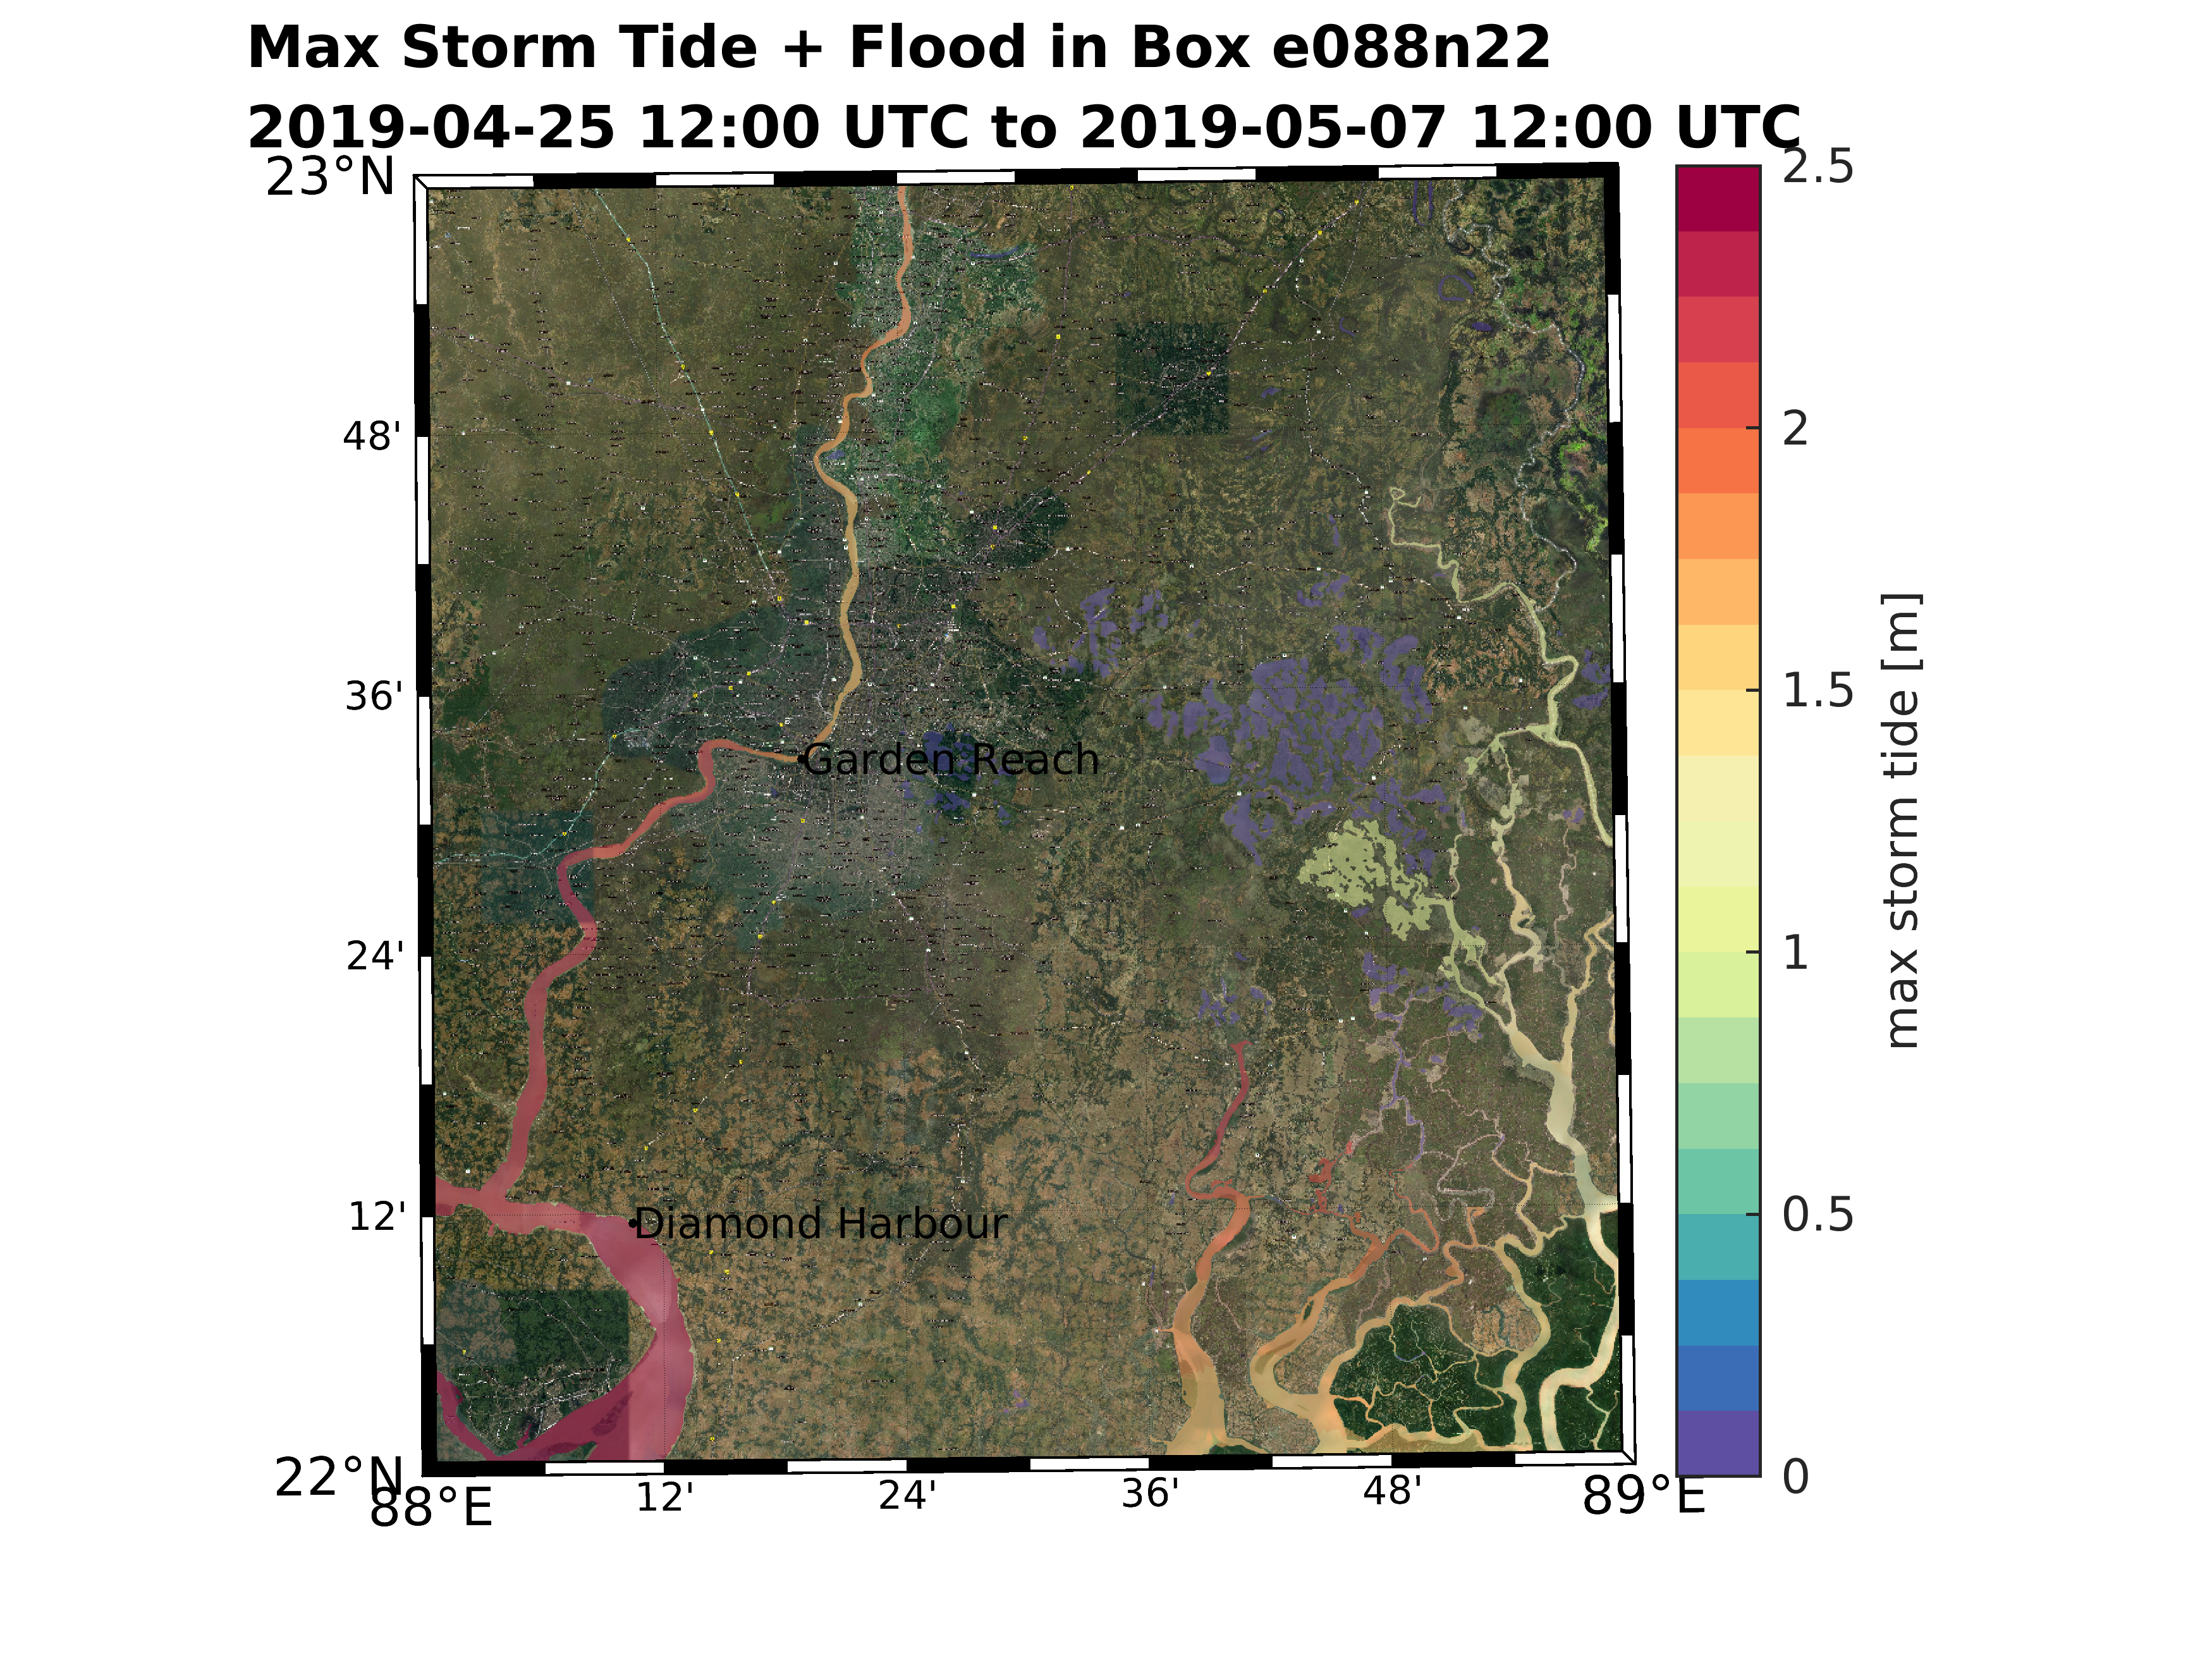 Max Storm Tide + Flood in Box e088n22
2019-04-25 12:00 UTC to 2019-05-07 12:00 UTC
23°N
48'
36'
24'
12'
22°N
88°E
12'
24'
36'
48'
89°E
Garden Reach
Diamond Harbour
2.5
2
1.5
1
0.5
0
max storm tide [m]